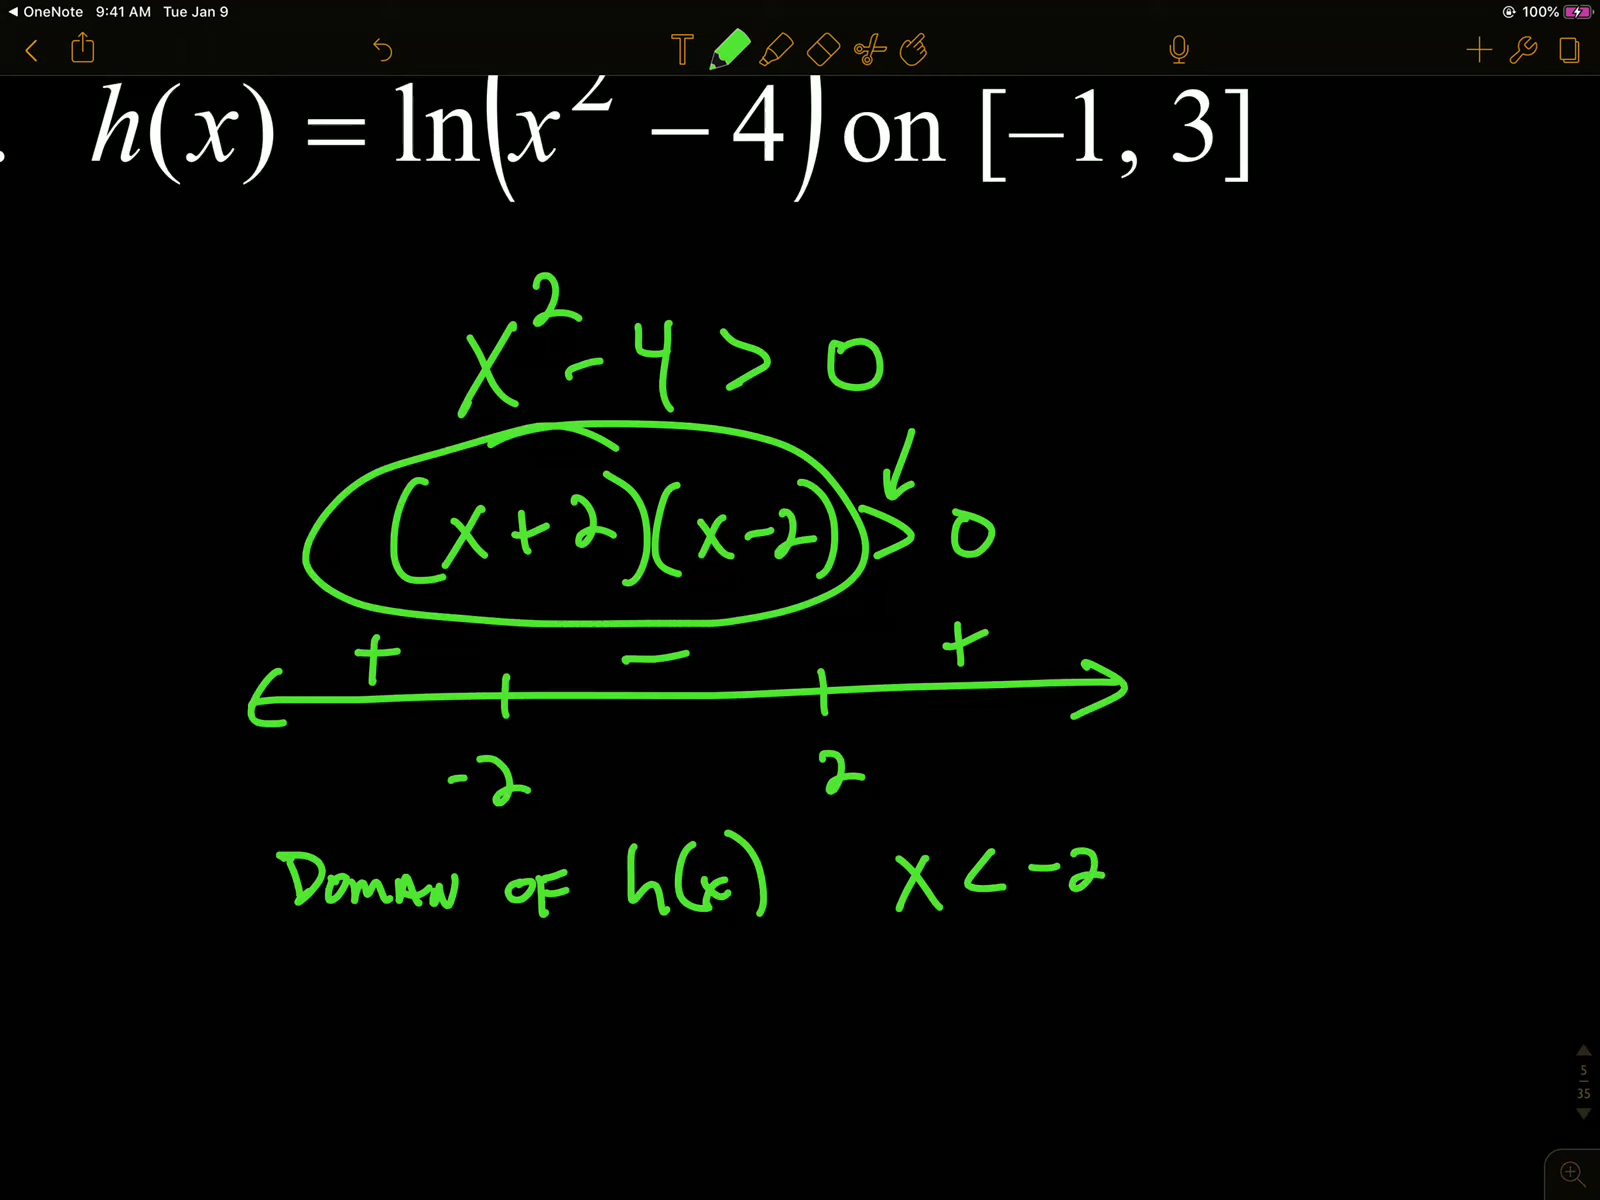 ◀ OneNote 9:41 AM Tue Jan 9 100%
T
. h(x) = ln(x² − 4) on [−1, 3]
x² - 4 > 0
(x+2)(x-2) > 0
+ − +
-2 2
DOMAN OF h(x) x < -2
5
35